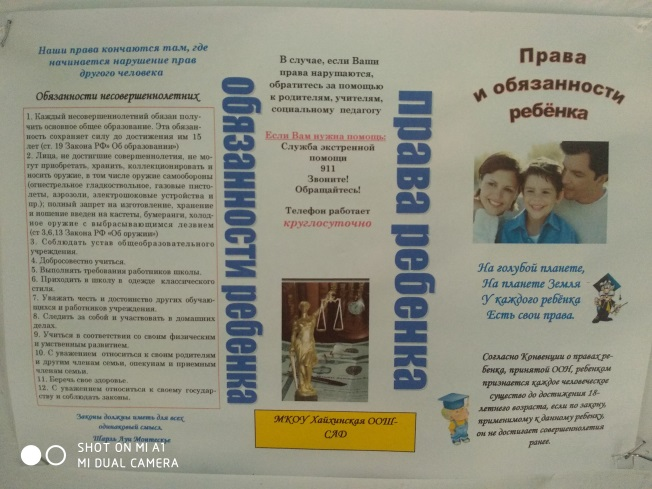 Наши права кончаются там, где
начинается нарушение прав
другого человека
Обязанности несовершеннолетних
1. Каждый несовершеннолетний обязан полу-
чить основное общее образование. Эта обязан-
ность сохраняет силу до достижения им 15
лет (ст. 19 Закона РФ« Об образовании»)
2. Лица, не достигшие совершеннолетия, не мо-
гут приобретать, хранить, коллекционировать и
носить оружие, в том числе оружие самообороны
(огнестрельное гладкоствольное, газовые писто-
леты, аэрозоли, электрошоковые устройства и
пр.); полный запрет на изготовление, хранение
и ношение введен на кастеты, бумеранги, холод-
ное оружие с выбрасывающимся лезвием
(ст 3,6,13 Закона РФ «Об оружии»)
3. Соблюдать устав общеобразовательного
учреждения.
4. Добросовестно учиться.
5. Выполнять требования работников школы.
6. Приходить в школу в одежде классического
стиля.
7. Уважать честь и достоинство других обучаю-
щихся и работников учреждения.
8. Следить за собой и участвовать в домашних
делах.
9. Учиться в соответствии со своим физическим
и умственным развитием.
10. С уважением относиться к своим родителям
и другим членам семьи, опекунам и приемным
членам семьи.
11. Беречь свое здоровье.
12. С уважением относиться к своему государ-
ству и соблюдать законы.
Законы должны иметь для всех
одинаковый смысл.
Шарль Луи Монтескье
обязанности ребенка
В случае, если Ваши
права нарушаются,
обратитесь за помощью
к родителям, учителям,
социальному педагогу
Если Вам нужна помощь:
Служба экстренной
помощи
911
Звоните!
Обращайтесь!
Телефон работает
круглосуточно
МКОУ Хайхинская ООШ-
САД
права ребенка
Права
и обязанности
ребёнка
На голубой планете,
На планете Земля
У каждого ребёнка
Есть свои права.
Согласно Конвенции о правах ре-
бенка, принятой ООН, ребенком
признается каждое человеческое
существо до достижения 18-
летнего возраста, если по закону,
применимому к данному ребёнку,
он не достигает совершеннолетия
ранее.
SHOT ON MI A1
MI DUAL CAMERA